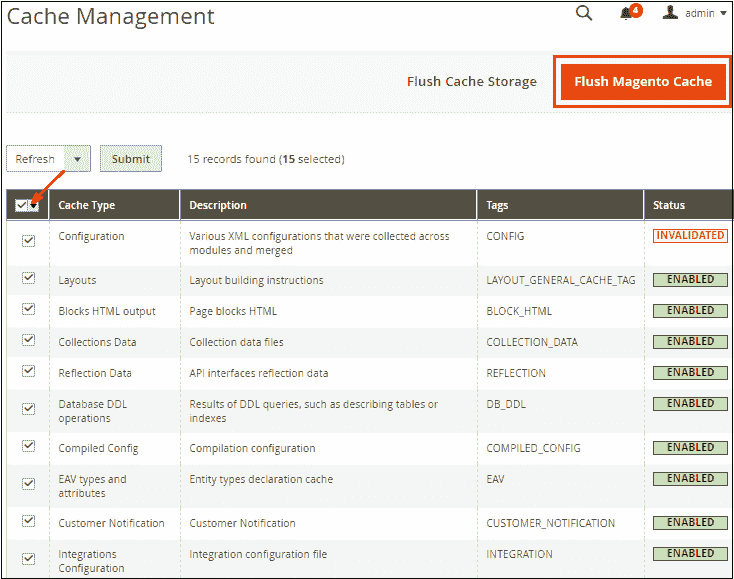 Cache Management
4
admin
Flush Cache Storage
Flush Magento Cache
Refresh
Submit
15 records found (15 selected)
Cache Type Description Tags Status
Configuration Various XML configurations that were collected across CONFIG INVALIDATED
modules and merged
Layouts Layout building instructions LAYOUT_GENERAL_CACHE_TAG ENABLED
Blocks HTML output Page blocks HTML BLOCK_HTML ENABLED
Collections Data Collection data files COLLECTION_DATA ENABLED
Reflection Data API interfaces reflection data REFLECTION ENABLED
Database DDL Results of DDL queries, such as describing tables or DB_DDL ENABLED
operations indexes
Compiled Config Compilation configuration COMPILED_CONFIG ENABLED
EAV types and Entity types declaration cache EAV ENABLED
attributes
Customer Notification Customer Notification CUSTOMER_NOTIFICATION ENABLED
Integrations Integration configuration file INTEGRATION ENABLED
Configuration